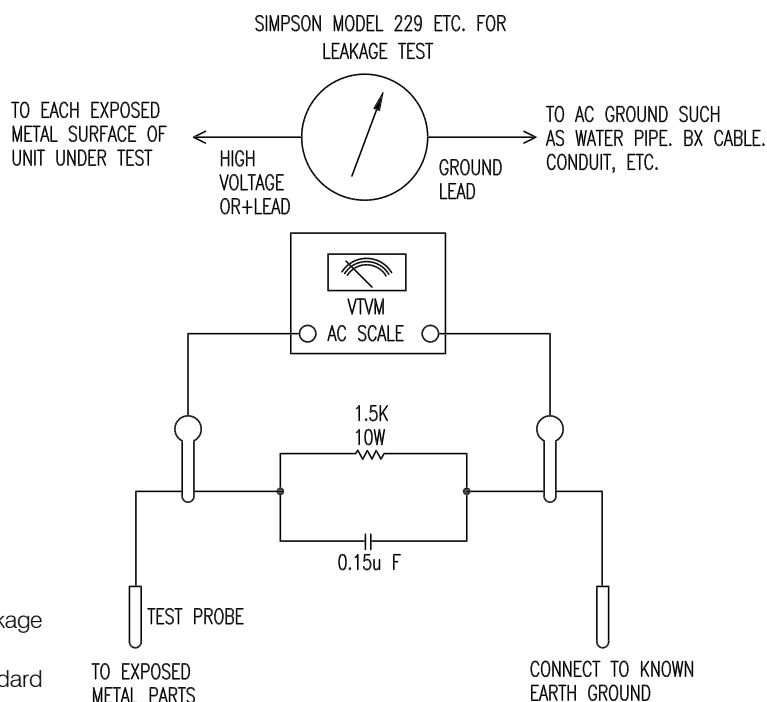 SIMPSON MODEL 229 ETC. FOR
LEAKAGE TEST
TO EACH EXPOSED
METAL SURFACE OF
UNIT UNDER TEST
HIGH
VOLTAGE
OR+LEAD
GROUND
LEAD
TO AC GROUND SUCH
AS WATER PIPE. BX CABLE.
CONDUIT, ETC.
VTVM
AC SCALE
1.5K
10W
0.15u F
TEST PROBE
kage
dard
TO EXPOSED
METAL PARTS
CONNECT TO KNOWN
EARTH GROUND